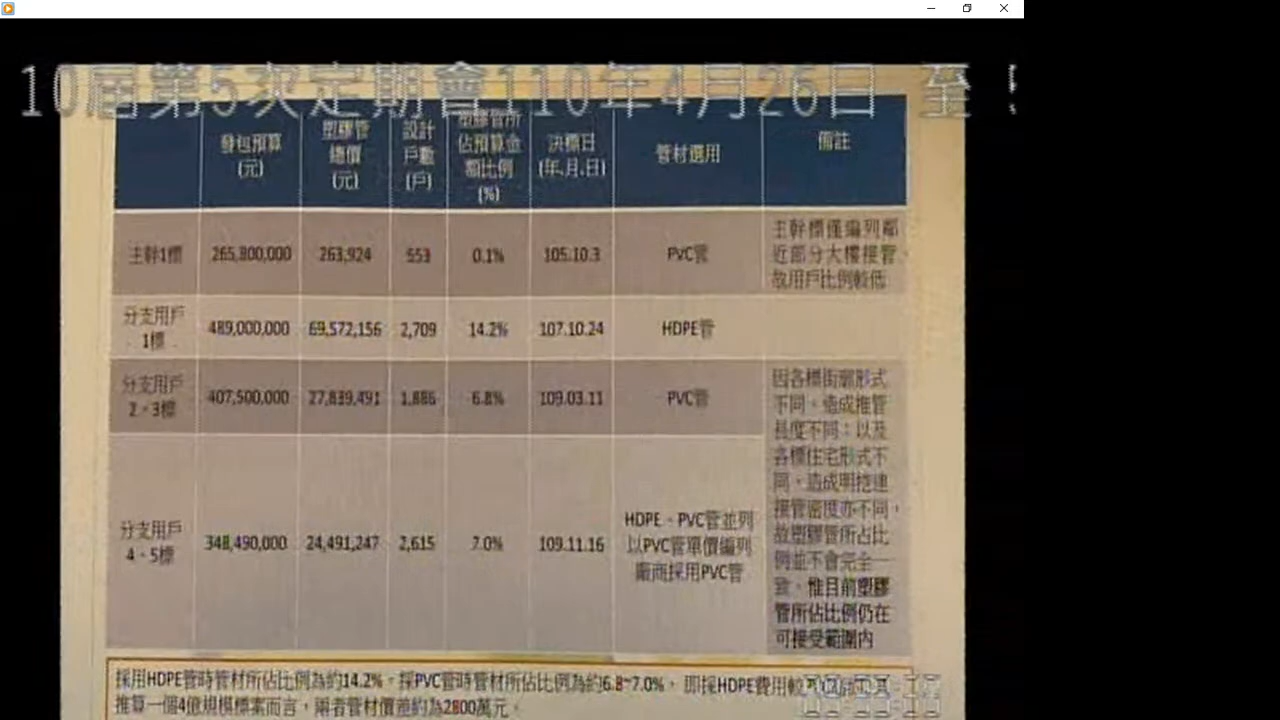 10屆第5次定期會110年4月26日 至
發包預算
(元)
塑膠管
總價
(元)
設計
戶數
(戶)
塑膠管所
佔預算金
額比例
(%)
決標日
(年.月.日)
管材選用
備註
主幹1標
265,800,000
263,924
553
0.1%
105.10.3
PVC管
主幹標僅編列鄰
近部分大樓接管，
故用戶比例較低
分支用戶
1標
489,000,000
69,572,156
2,709
14.2%
107.10.24
HDPE管
分支用戶
2、3標
407,500,000
27,839,491
1,886
6.8%
109.03.11
PVC管
分支用戶
4、5標
348,490,000
24,491,247
2,615
7.0%
109.11.16
HDPE、PVC管並列
以PVC管單價編列
廠商採用PVC管
因各標街廓形式
不同，造成推管
長度不同；以及
各標住宅形式不
同，造成明挖連
接管密度亦不同，
故塑膠管所佔比
例並不會完全一
致，惟目前塑膠
管所佔比例仍在
可接受範圍內
採用HDPE管時管材所佔比例為約14.2%，採PVC管時管材所佔比例為約6.8~7.0%， 即採HDPE費用較
推算一個4億規模標案而言，兩者管材價差約為2800萬元。